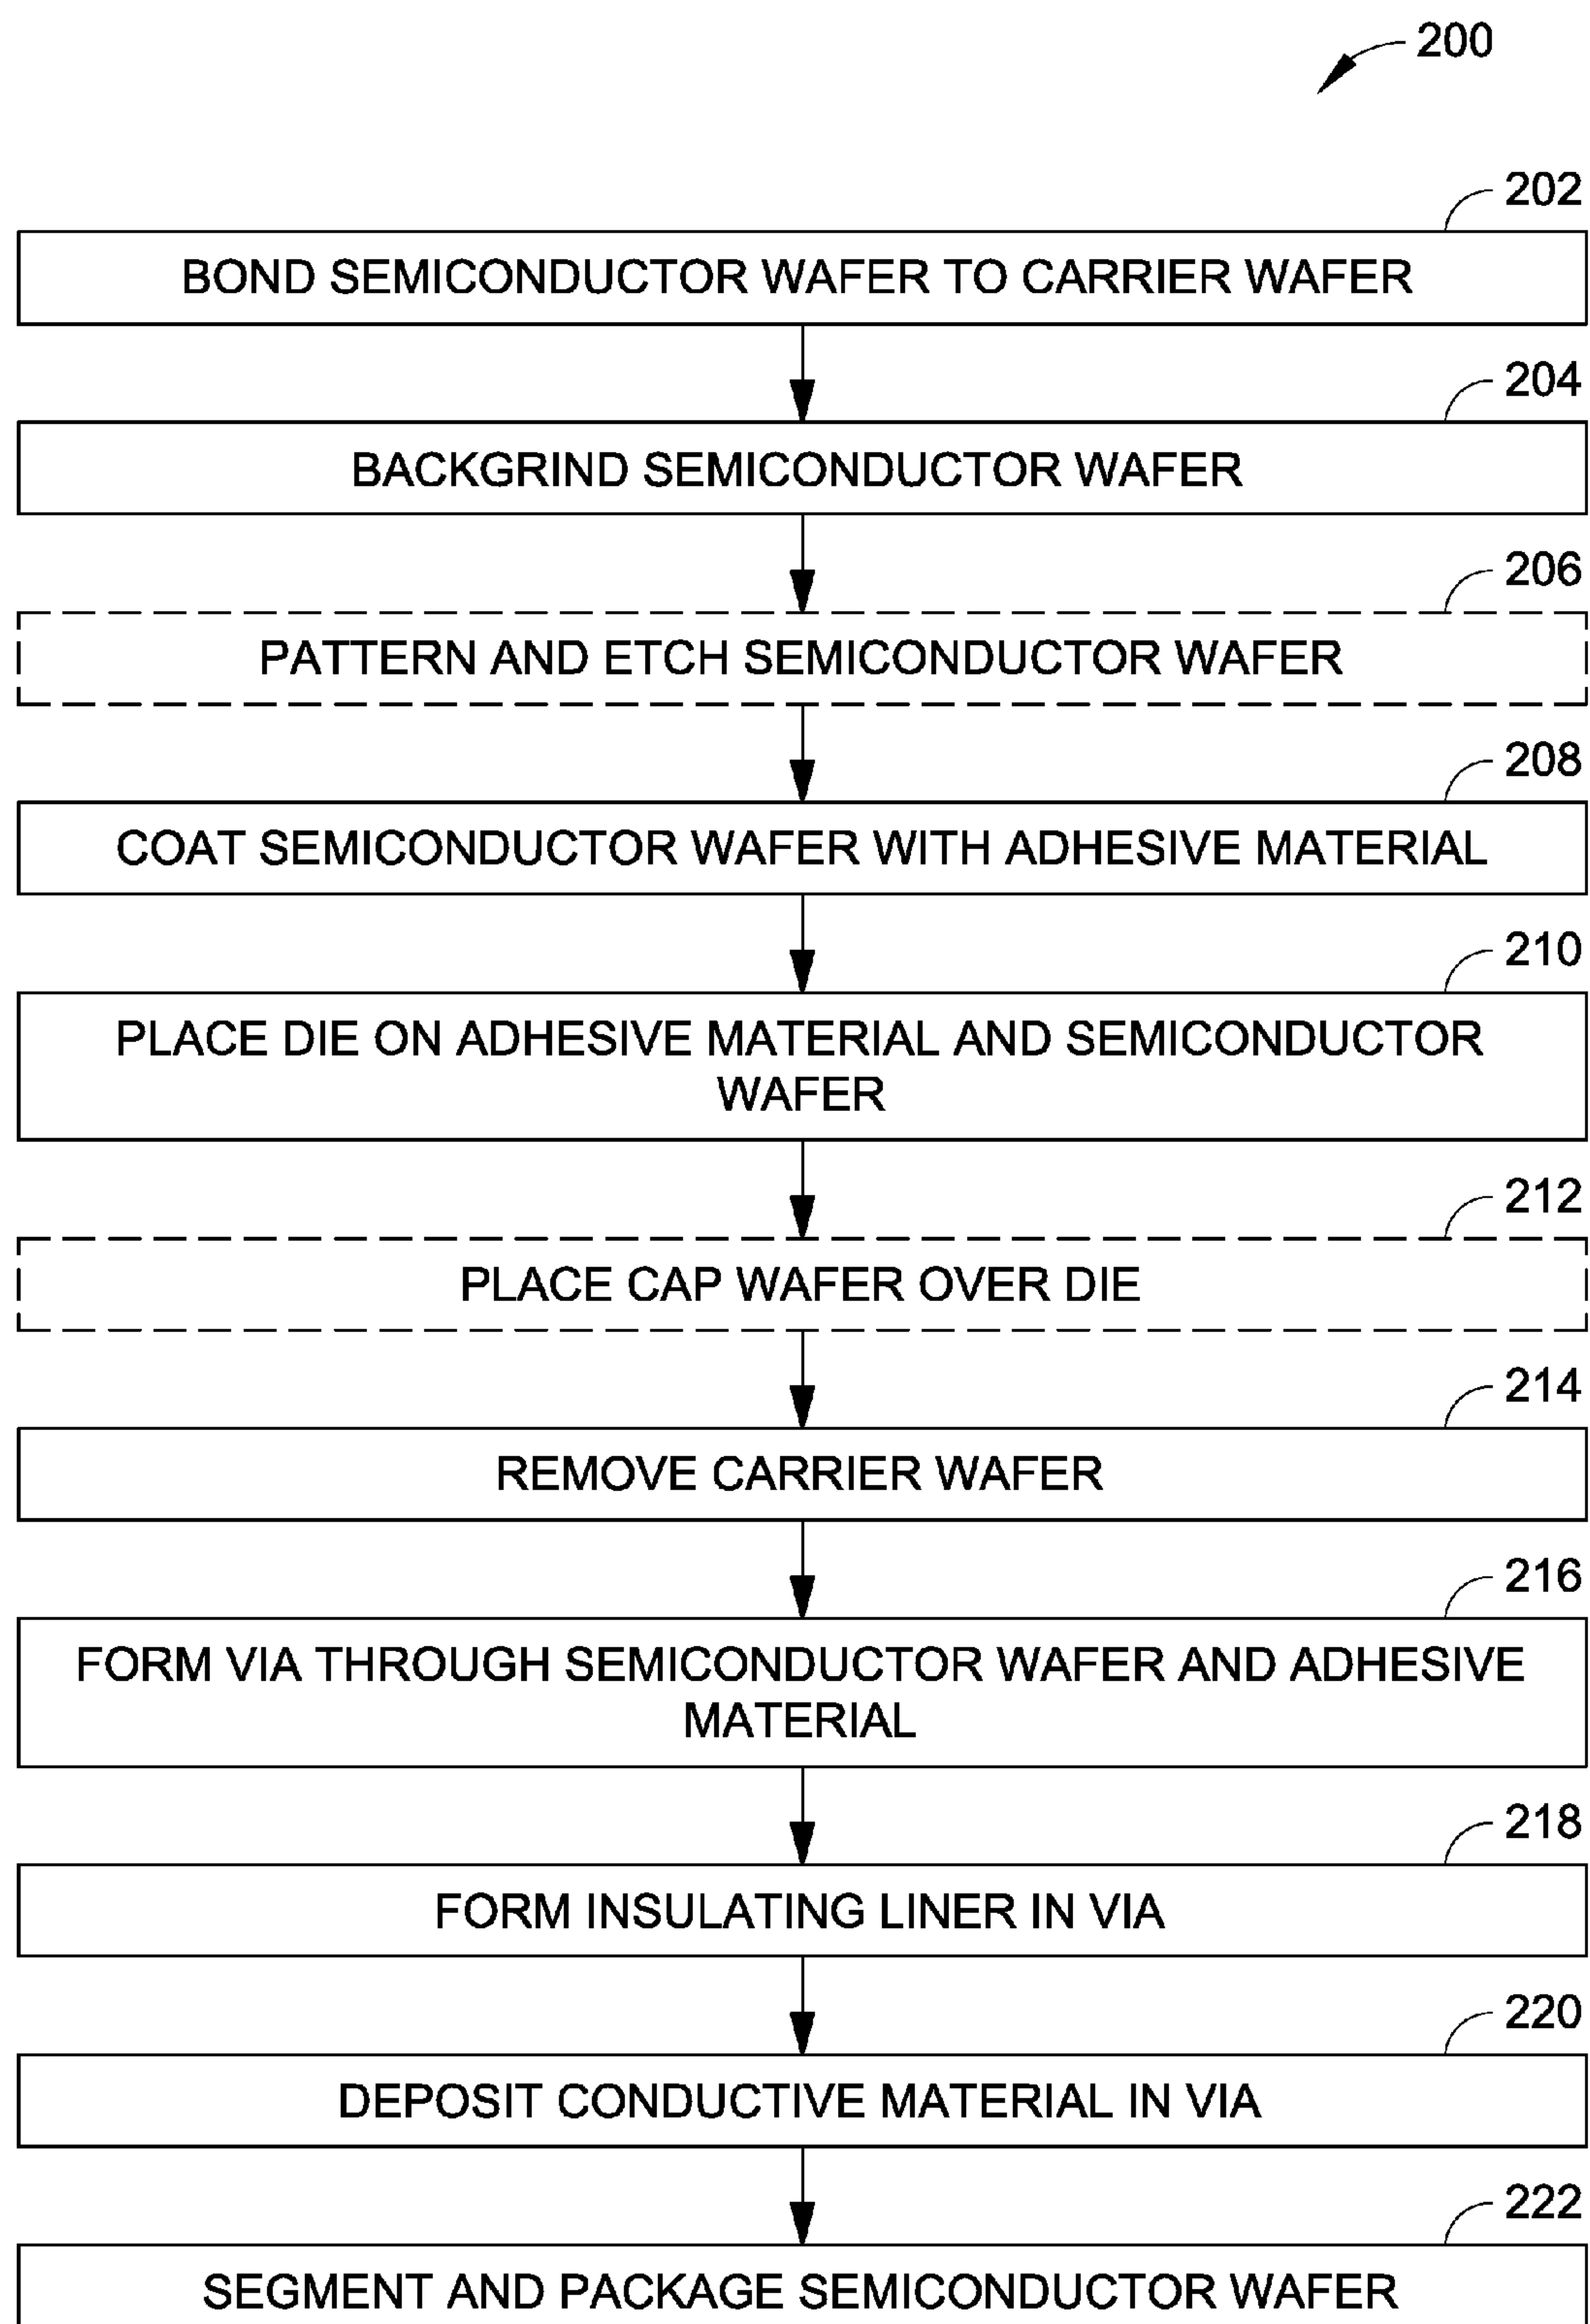 200
202
BOND SEMICONDUCTOR WAFER TO CARRIER WAFER
204
BACKGRIND SEMICONDUCTOR WAFER
206
PATTERN AND ETCH SEMICONDUCTOR WAFER
208
COAT SEMICONDUCTOR WAFER WITH ADHESIVE MATERIAL
210
PLACE DIE ON ADHESIVE MATERIAL AND SEMICONDUCTOR
WAFER
212
PLACE CAP WAFER OVER DIE
214
REMOVE CARRIER WAFER
216
FORM VIA THROUGH SEMICONDUCTOR WAFER AND ADHESIVE
MATERIAL
218
FORM INSULATING LINER IN VIA
220
DEPOSIT CONDUCTIVE MATERIAL IN VIA
222
SEGMENT AND PACKAGE SEMICONDUCTOR WAFER